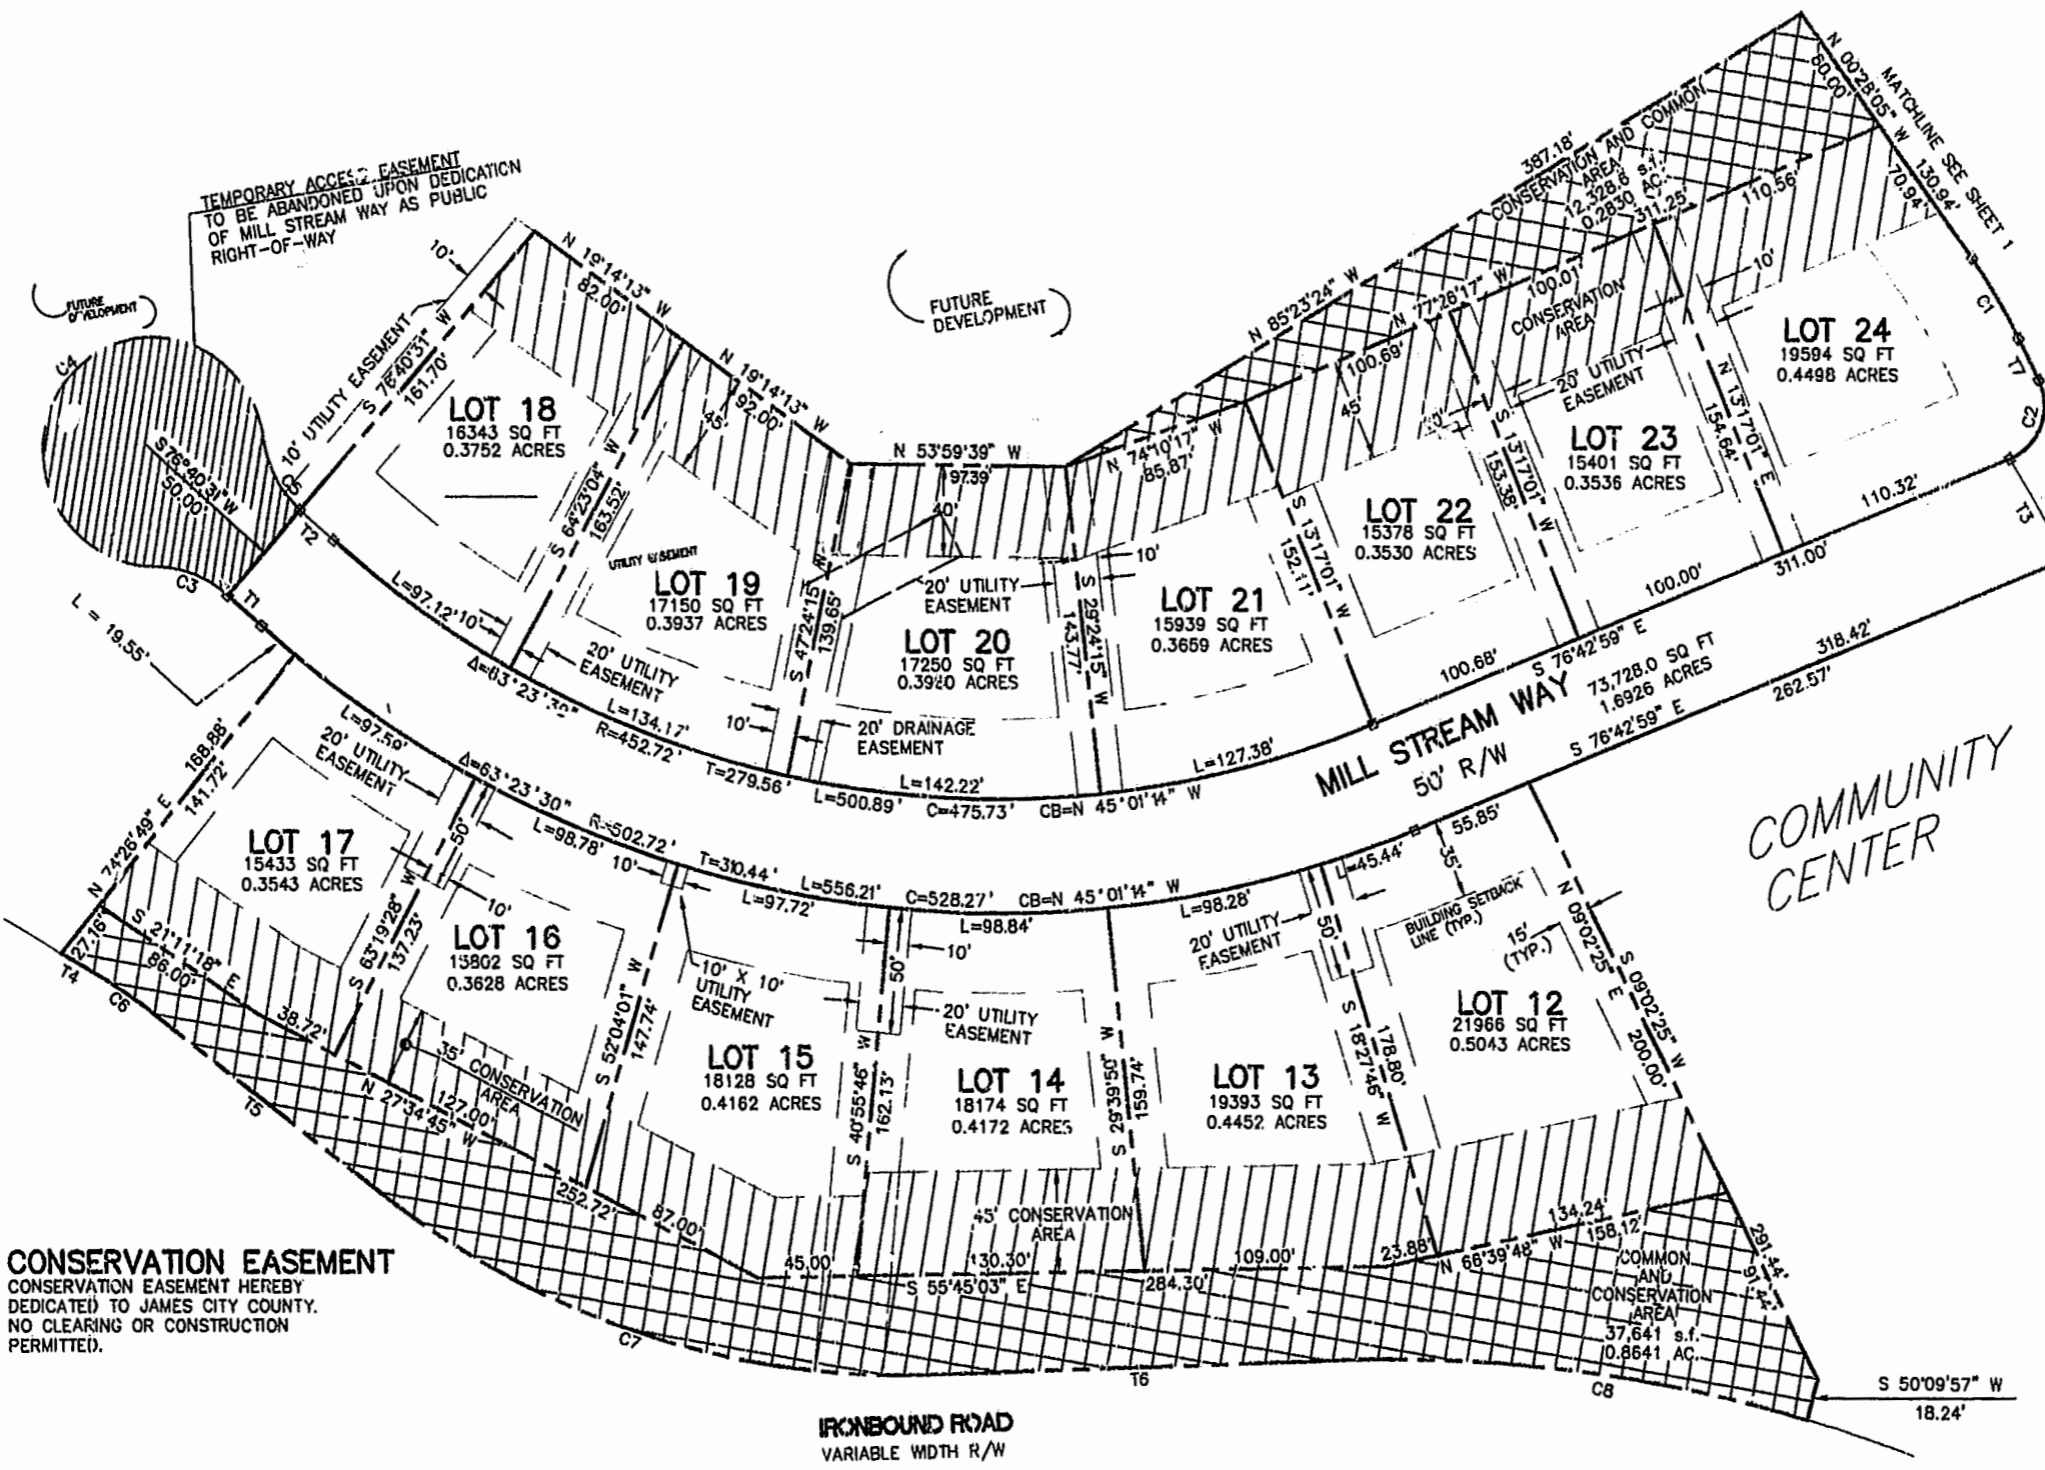 TEMPORARY ACCESS EASEMENT
TO BE ABANDONED UPON DEDICATION
OF MILL STREAM WAY AS PUBLIC
RIGHT-OF-WAY
FUTURE
DEVELOPMENT
C4
S76°40'31" W
50.00'
C5
10' UTILITY EASEMENT
S 76°40'31" W
161.70'
10'
T2
C3
T1
L = 19.55'
N 19°14'13" W
82.00'
N 19°14'13" W
92.00'
45'
LOT 18
16343 SQ FT
0.3752 ACRES
S 64°23'04" W
163.52'
UTILITY EASEMENT
LOT 19
17150 SQ FT
0.3937 ACRES
L=97.12'
10'
20' UTILITY
EASEMENT
S 47°24'15" W
139.65'
10'
20' DRAINAGE
EASEMENT
FUTURE
DEVELOPMENT
N 53°59'39" W
97.39'
40'
20' UTILITY
EASEMENT
LOT 20
17250 SQ FT
ACRES
S 29°24'15" W
143.77'
10'
N 74°10'17" W
85.87'
LOT 21
15939 SQ FT
0.3659 ACRES
S 13°17'01" W
152.11'
N 85°23'24" W
387.18'
CONSERVATION AND COMMON
AREA
12,328.6 s.f.
0.2830 AC.
N 77°26'17" W
311.25'
100.69'
100.01'
110.56'
45'
CONSERVATION
AREA
LOT 22
15378 SQ FT
0.3530 ACRES
S 13°17'01" W
153.38'
20' UTILITY
EASEMENT
LOT 23
15401 SQ FT
0.3536 ACRES
N 13°17'01" E
154.64'
10'
LOT 24
19594 SQ FT
0.4498 ACRES
N 00°28'05" W
60.00'
130.94'
70.94'
MATCHLINE SEE SHEET 1
C1
T7
C2
T3
110.32'
311.00'
100.00'
S 76°42'59" E
100.68'
Δ=63°23'30"
L=134.17'
R=452.72'
T=279.56'
L=142.22'
L=500.89'
C=475.73'
CB=N 45°01'14" W
L=127.38'
MILL STREAM WAY
50' R/W
73,728.0 SQ FT
1.6926 ACRES
318.42'
262.57'
S 76°42'59" E
COMMUNITY
CENTER
L=97.59'
20' UTILITY
EASEMENT
Δ=63°23'30"
R=502.72'
L=98.78'
10'
T=310.44'
L=97.72'
L=556.21'
C=528.27'
CB=N 45°01'14" W
L=98.84'
L=98.28'
L=45.44'
55.85'
168.88'
141.72'
N 74°26'49" E
27.16'
LOT 17
15433 SQ FT
0.3543 ACRES
50'
10'
S 63°19'28" W
137.23'
LOT 16
15802 SQ FT
0.3628 ACRES
S 52°04'01" W
147.74'
10' X 10'
UTILITY
EASEMENT
LOT 15
18128 SQ FT
0.4162 ACRES
50'
10'
20' UTILITY
EASEMENT
S 40°55'46" W
162.13'
LOT 14
18174 SQ FT
0.4172 ACRES
S 29°39'50" W
159.74'
20' UTILITY
EASEMENT
50'
LOT 13
19393 SQ FT
0.4452 ACRES
S 18°27'46" W
178.80'
35'
BUILDING SETBACK
LINE (TYP.)
15'
(TYP.)
LOT 12
21966 SQ FT
0.5043 ACRES
N 09°02'25" E
S 09°02'25" W
200.00'
291.44'
91.44'
S 21°11'18" E
86.00'
38.72'
T4
C6
T5
35' CONSERVATION
AREA
N 27°34'45" W
127.00'
252.72'
87.00'
45.00'
130.30'
S 55°45'03" E
45' CONSERVATION
AREA
109.00'
284.30'
23.88'
N 66°39'48" W
134.24'
158.12'
COMMON
AND
CONSERVATION
AREA
37,641 s.f.
0.8641 AC.
C7
T6
C8
S 50°09'57" W
18.24'
CONSERVATION EASEMENT
CONSERVATION EASEMENT HEREBY
DEDICATED TO JAMES CITY COUNTY.
NO CLEARING OR CONSTRUCTION
PERMITTED.
IRONBOUND ROAD
VARIABLE WIDTH R/W